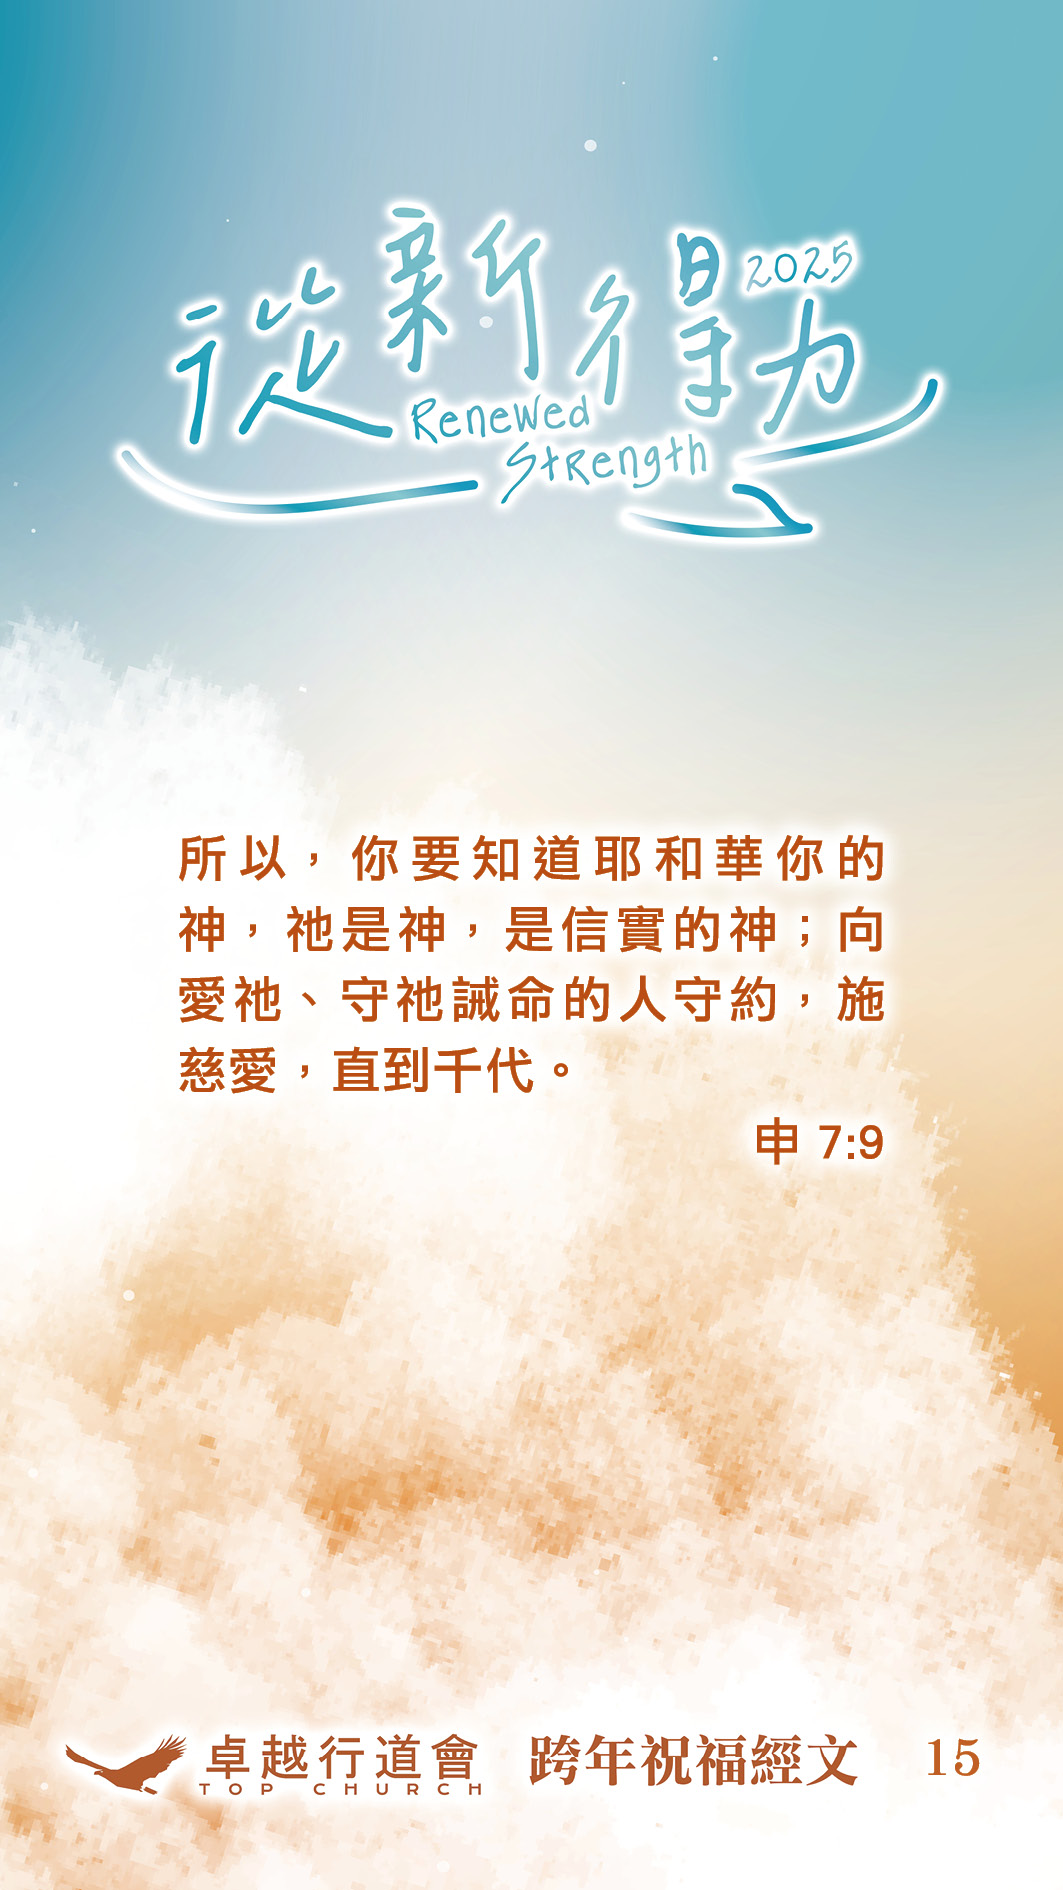 從新得力 2025
Renewed
Strength
所以，你要知道耶和華你的
神，祂是神，是信實的神；向
愛祂、守祂誡命的人守約，施
慈愛，直到千代。
申 7:9
卓越行道會 跨年祝福經文 15
TOP CHURCH